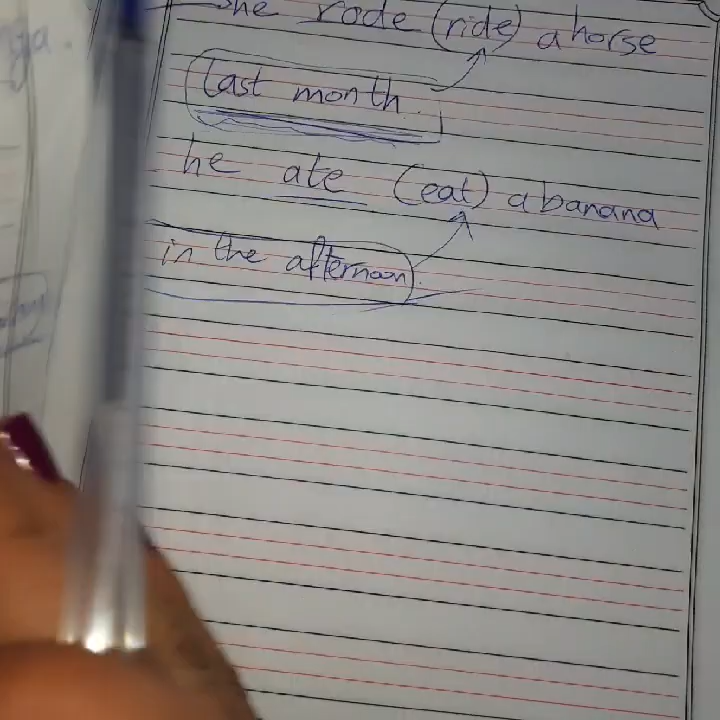 She rode (ride) a horse
last month.
he ate (eat) a banana
in the afternoon.